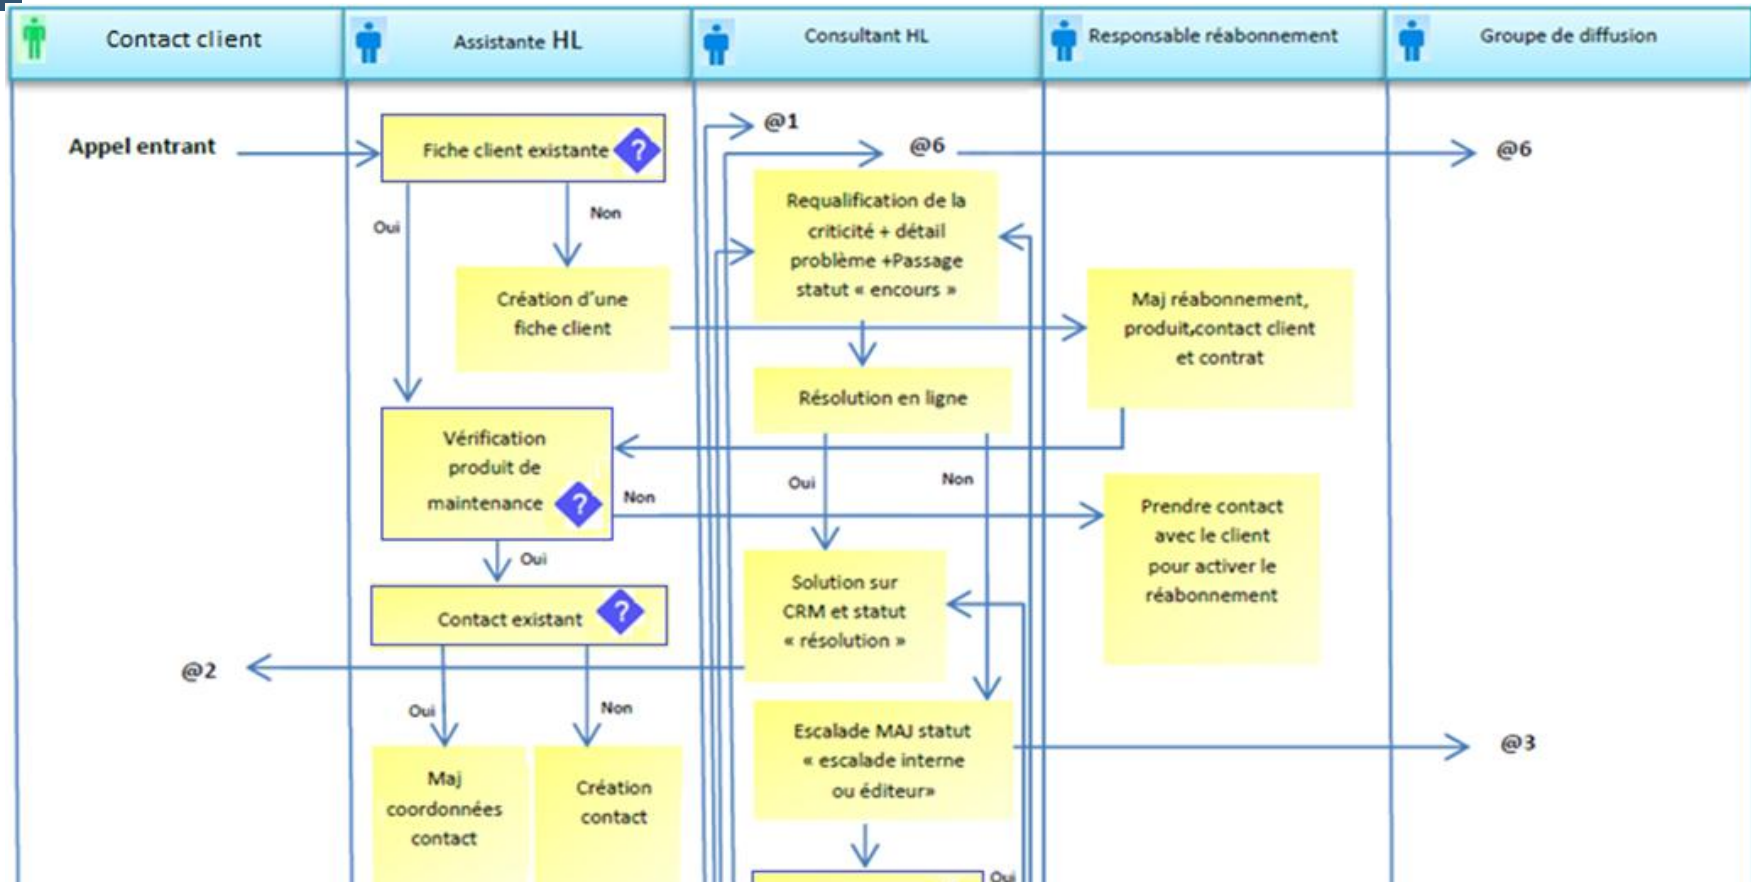 Contact client
Assistante HL
Consultant HL
Responsable réabonnement
Groupe de diffusion
Appel entrant
Fiche client existante
?
Oui
Non
Création d'une
fiche client
Vérification
produit de
maintenance
?
Non
Oui
Contact existant
?
@2
Oui
Non
Maj
coordonnées
contact
Création
contact
@1
@6
@6
Requalification de la
criticité + détail
problème +Passage
statut « encours »
Résolution en ligne
Oui
Non
Solution sur
CRM et statut
« résolution »
Escalade MAJ statut
« escalade interne
ou éditeur»
Oui
Maj réabonnement,
produit,contact client
et contrat
Prendre contact
avec le client
pour activer le
réabonnement
@3